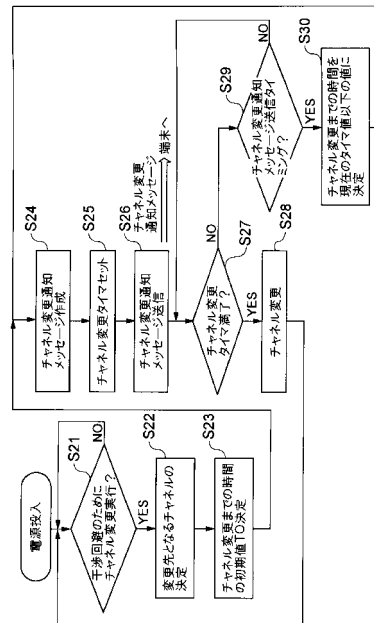 電源投入
S21
干渉回避のために
チャネル変更実行？
NO
YES
S22
変更先となるチャネルの
決定
S23
チャネル変更までの時間
の初期値T0決定
S24
チャネル変更通知
メッセージ作成
S25
チャネル変更タイマセット
S26
チャネル変更通知
メッセージ送信
チャネル変更
通知メッセージ
端末へ
S27
チャネル変更
タイマ満了？
NO
YES
S28
チャネル変更
S29
チャネル変更通知
メッセージ送信タイ
ミング？
NO
YES
S30
チャネル変更までの時間を
現在のタイマ値以下の値に
決定